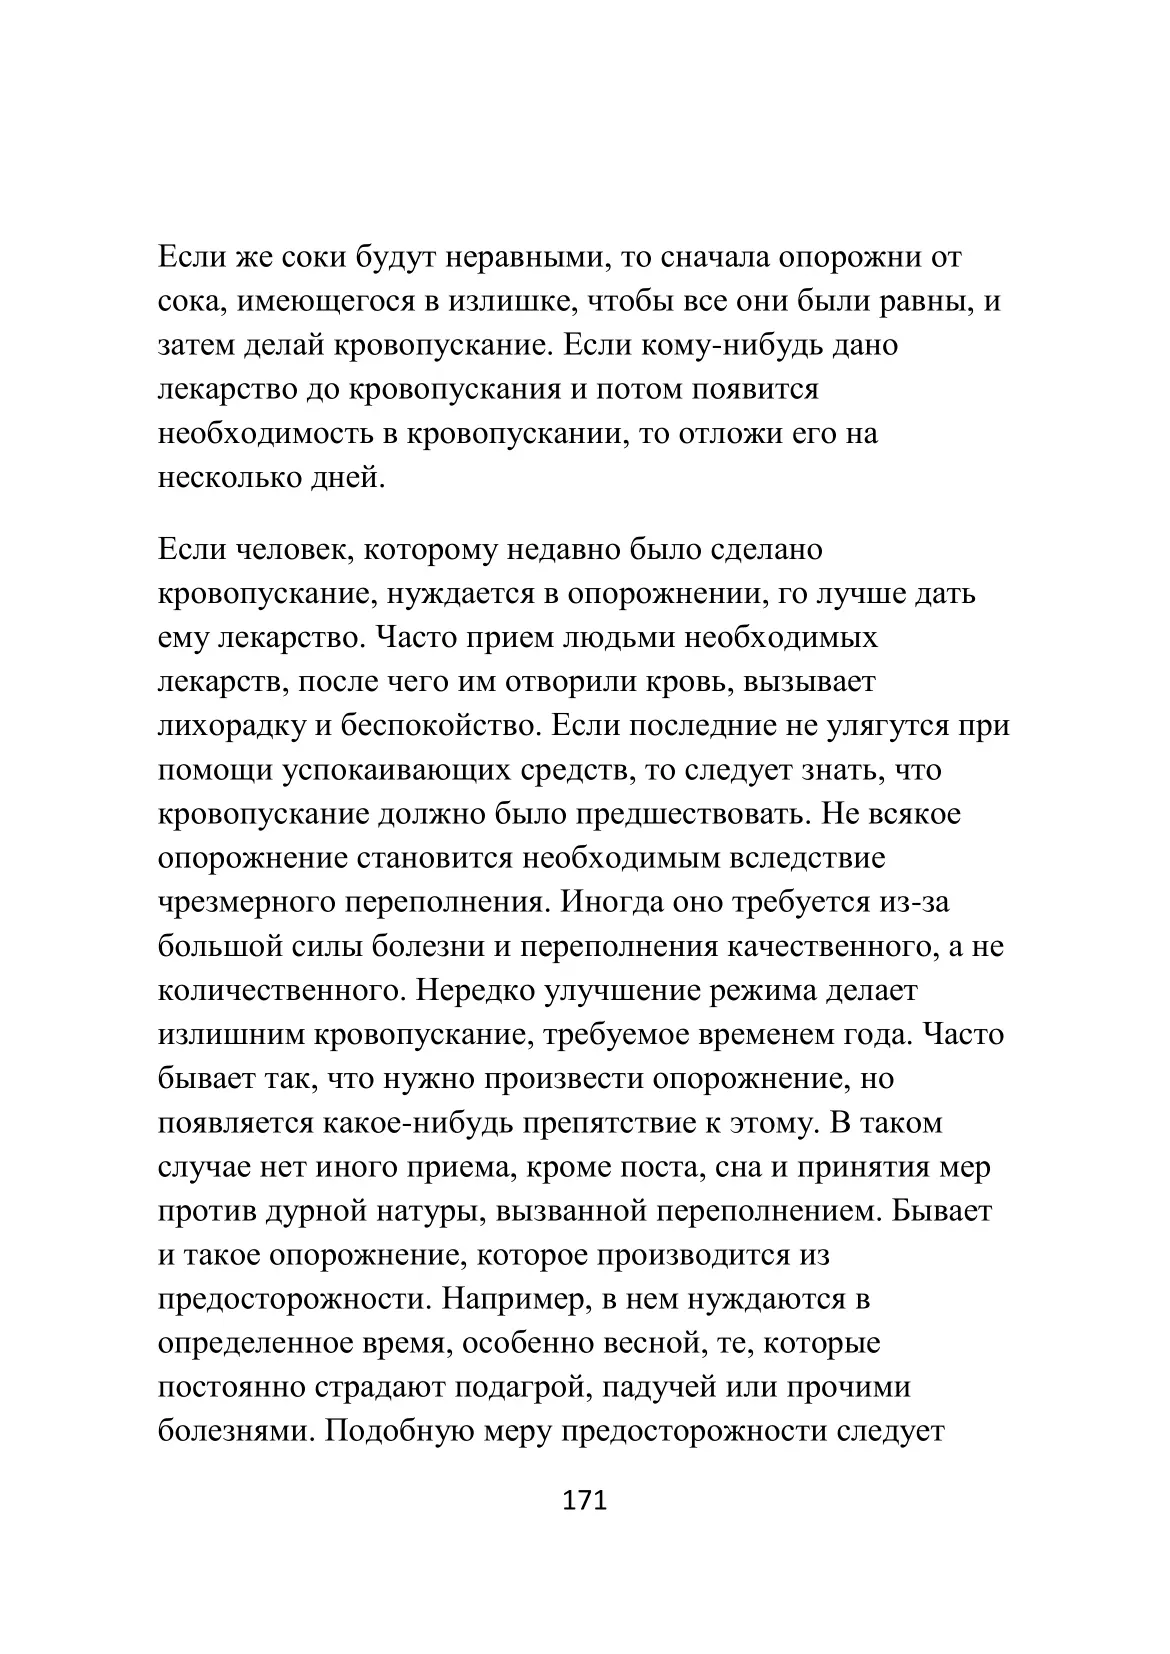 Если же соки будут неравными, то сначала опорожни от
сока, имеющегося в излишке, чтобы все они были равны, и
затем делай кровопускание. Если кому-нибудь дано
лекарство до кровопускания и потом появится
необходимость в кровопускании, то отложи его на
несколько дней.
Если человек, которому недавно было сделано
кровопускание, нуждается в опорожнении, го лучше дать
ему лекарство. Часто прием людьми необходимых
лекарств, после чего им отворили кровь, вызывает
лихорадку и беспокойство. Если последние не улягутся при
помощи успокаивающих средств, то следует знать, что
кровопускание должно было предшествовать. Не всякое
опорожнение становится необходимым вследствие
чрезмерного переполнения. Иногда оно требуется из-за
большой силы болезни и переполнения качественного, а не
количественного. Нередко улучшение режима делает
излишним кровопускание, требуемое временем года. Часто
бывает так, что нужно произвести опорожнение, но
появляется какое-нибудь препятствие к этому. В таком
случае нет иного приема, кроме поста, сна и принятия мер
против дурной натуры, вызванной переполнением. Бывает
и такое опорожнение, которое производится из
предосторожности. Например, в нем нуждаются в
определенное время, особенно весной, те, которые
постоянно страдают подагрой, падучей или прочими
болезнями. Подобную меру предосторожности следует
171